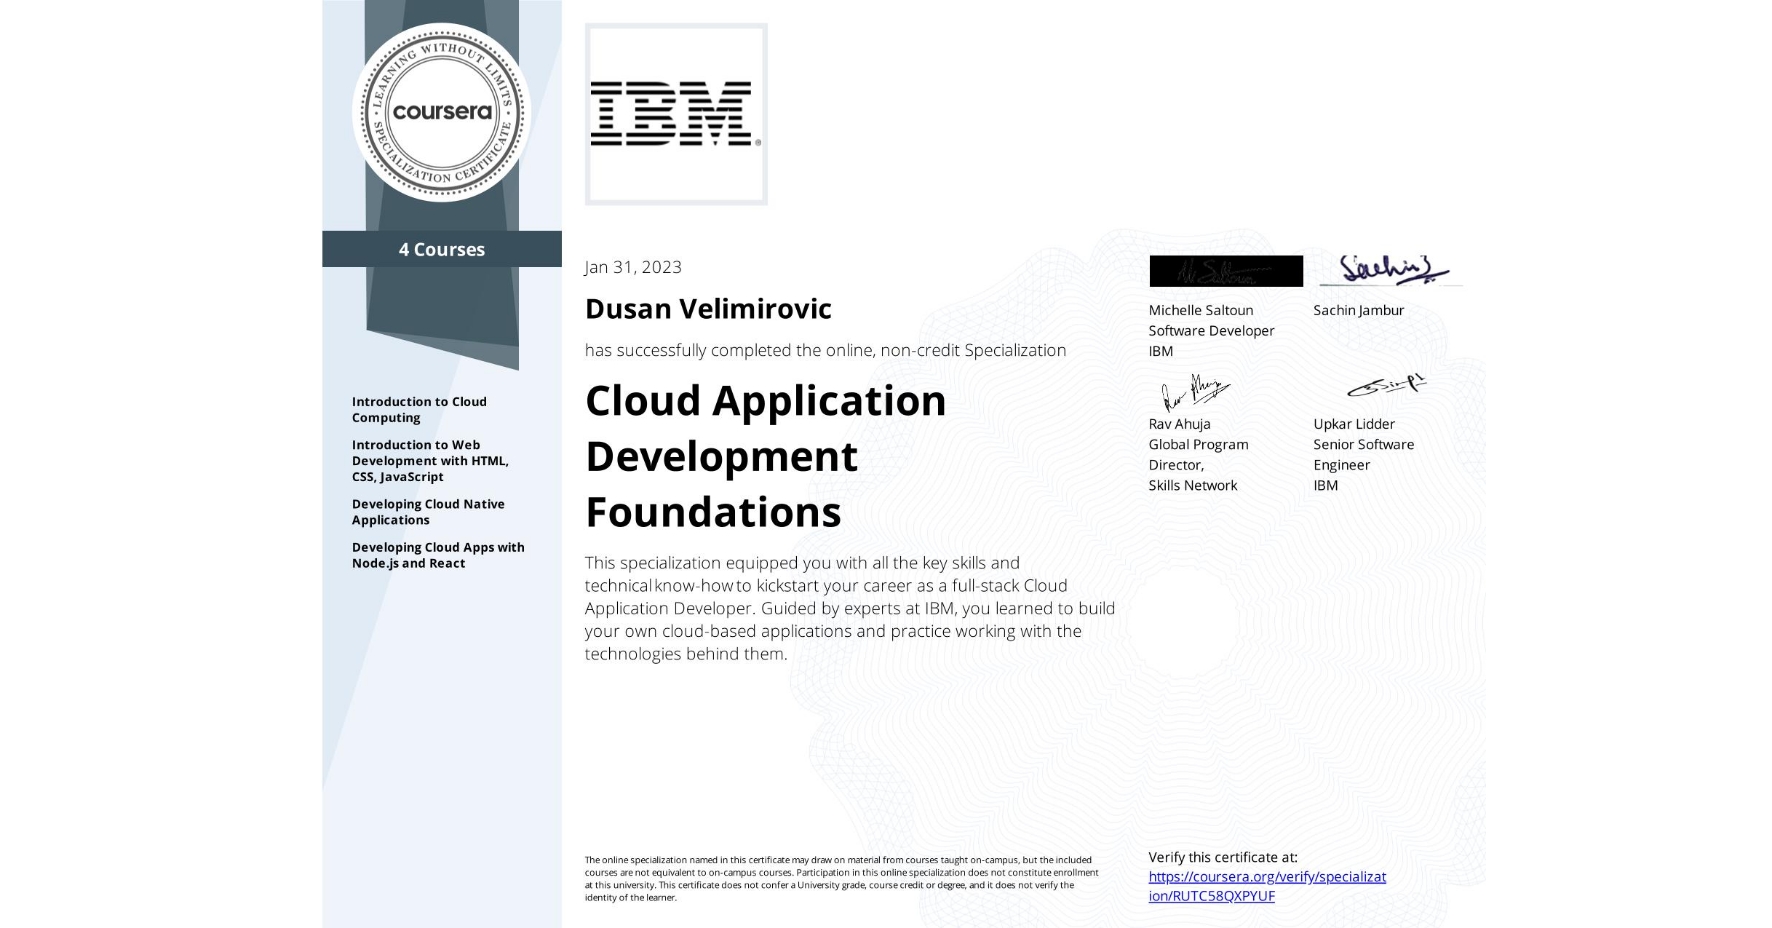 LEARNING WITHOUT LIMITS
coursera
SPECIALIZATION CERTIFICATE
4 Courses
Introduction to Cloud
Computing
Introduction to Web
Development with HTML,
CSS, JavaScript
Developing Cloud Native
Applications
Developing Cloud Apps with
Node.js and React
IBM®
Jan 31, 2023
Dusan Velimirovic
has successfully completed the online, non-credit Specialization
Cloud Application
Development
Foundations
This specialization equipped you with all the key skills and
technical know-how to kickstart your career as a full-stack Cloud
Application Developer. Guided by experts at IBM, you learned to build
your own cloud-based applications and practice working with the
technologies behind them.
Michelle Saltoun
Software Developer
IBM
Sachin Jambur
Rav Ahuja
Global Program
Director,
Skills Network
Upkar Lidder
Senior Software
Engineer
IBM
The online specialization named in this certificate may draw on material from courses taught on-campus, but the included
courses are not equivalent to on-campus courses. Participation in this online specialization does not constitute enrollment
at this university. This certificate does not confer a University grade, course credit or degree, and it does not verify the
identity of the learner.
Verify this certificate at:
https://coursera.org/verify/specializat
ion/RUTC58QXPYUF